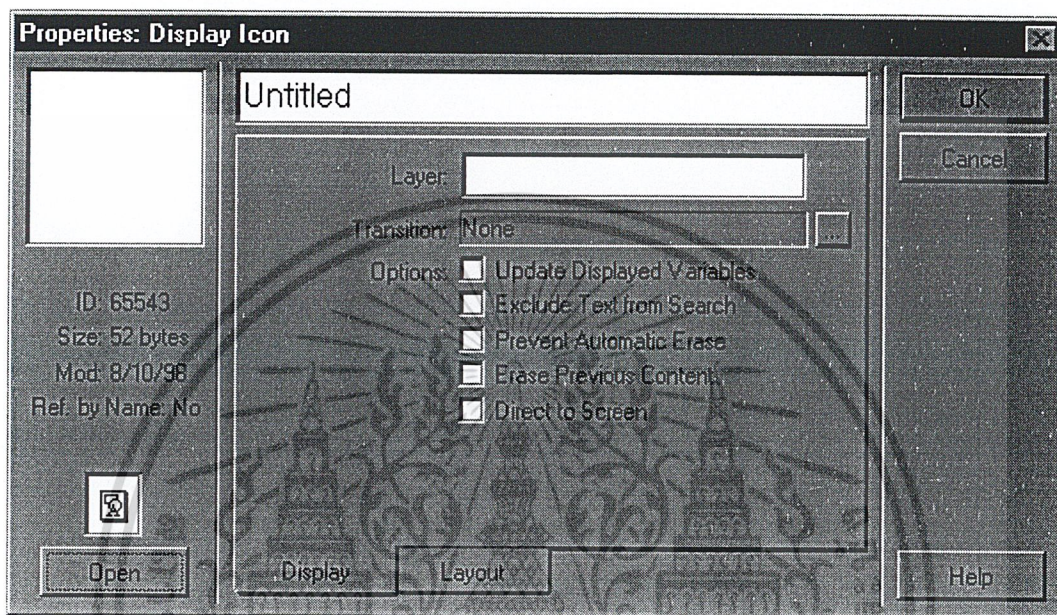 Properties: Display Icon
Untitled
OK
Cancel
Layer:
Transition: None
...
Options: Update Displayed Variables
Exclude Text from Search
Prevent Automatic Erase
Erase Previous Content
Direct to Screen
ID: 65543
Size: 52 bytes
Mod: 8/10/98
Ref. by Name: No
Open
Display
Layout
Help